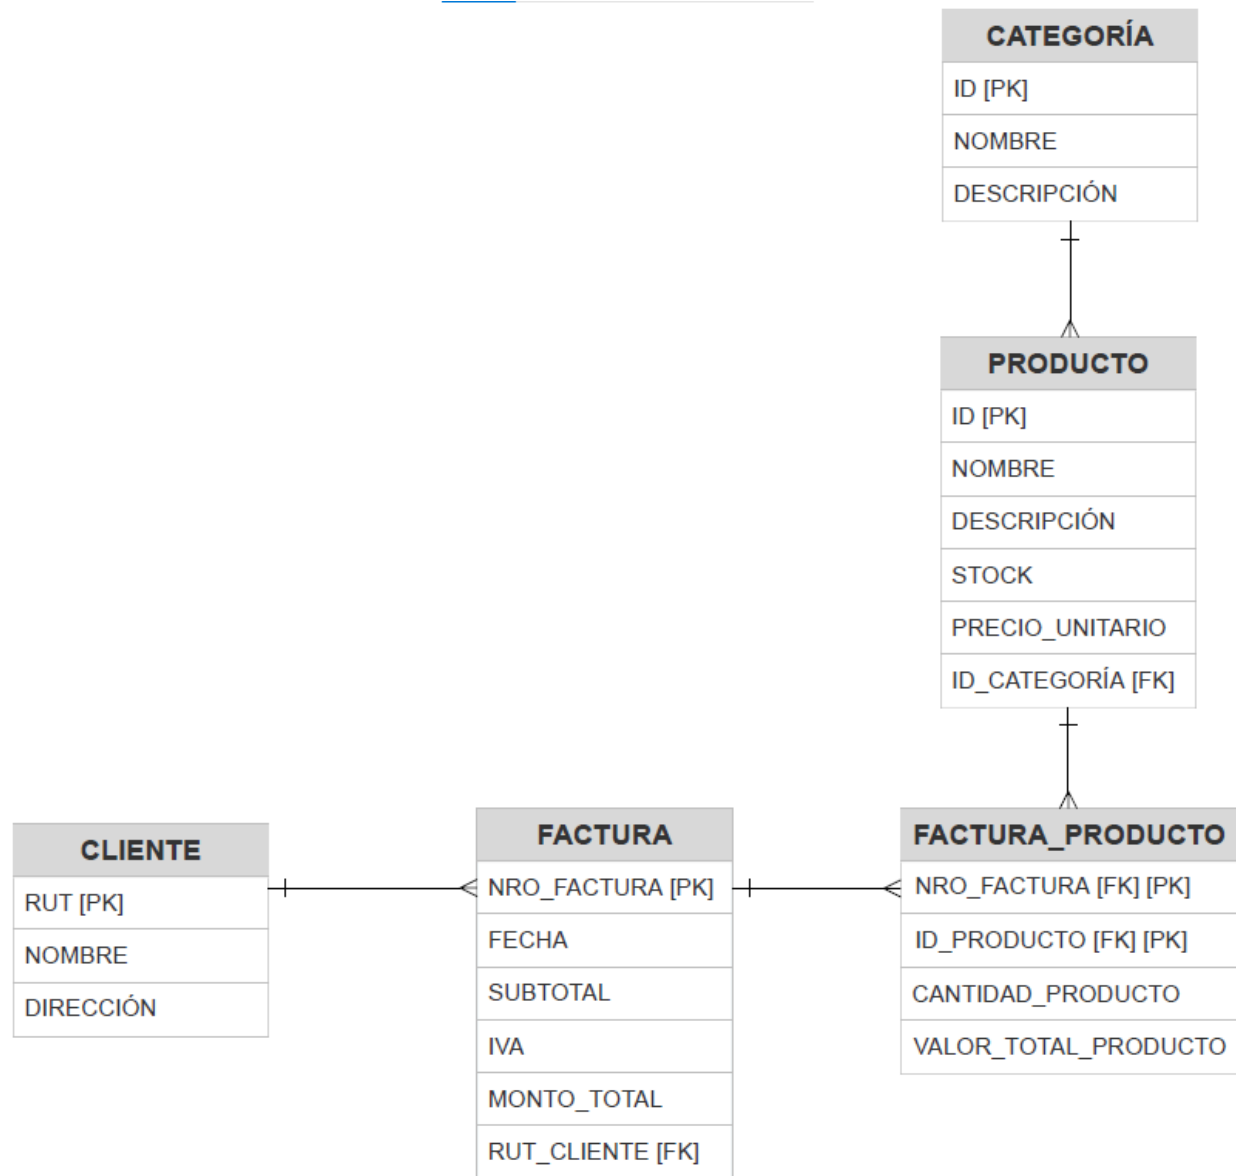 CATEGORÍA
ID [PK]
NOMBRE
DESCRIPCIÓN
PRODUCTO
ID [PK]
NOMBRE
DESCRIPCIÓN
STOCK
PRECIO_UNITARIO
ID_CATEGORÍA [FK]
CLIENTE
RUT [PK]
NOMBRE
DIRECCIÓN
FACTURA
NRO_FACTURA [PK]
FECHA
SUBTOTAL
IVA
MONTO_TOTAL
RUT_CLIENTE [FK]
FACTURA_PRODUCTO
NRO_FACTURA [FK] [PK]
ID_PRODUCTO [FK] [PK]
CANTIDAD_PRODUCTO
VALOR_TOTAL_PRODUCTO